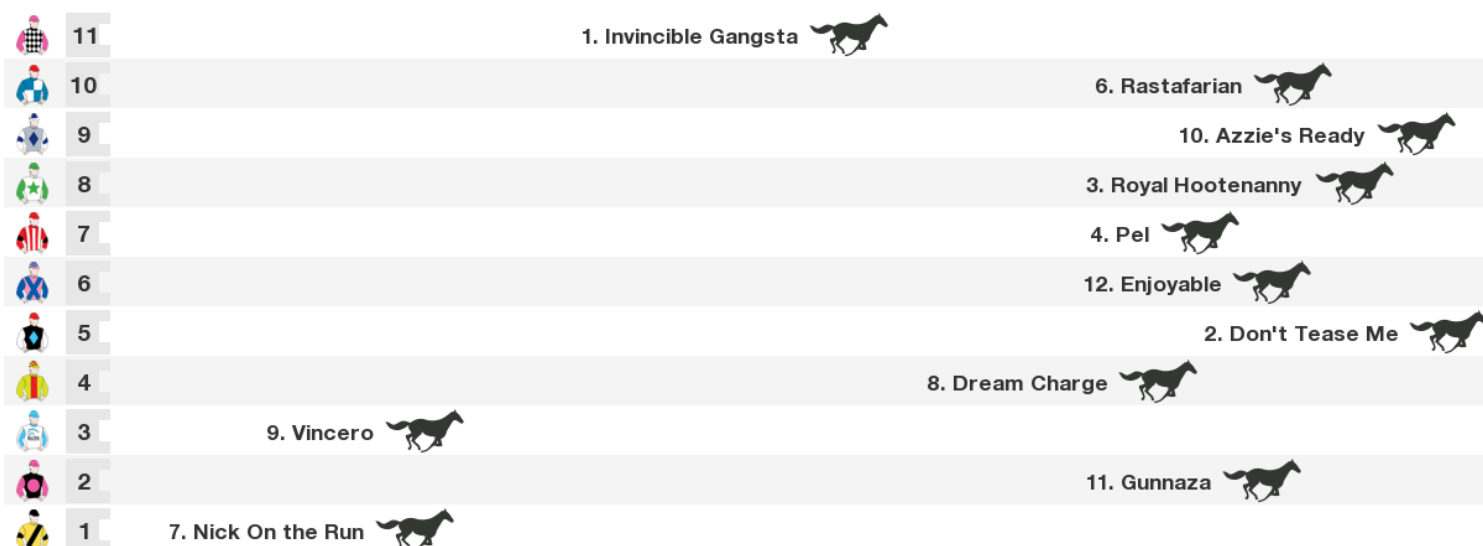 11 1. Invincible Gangsta
10 6. Rastafarian
9 10. Azzie's Ready
8 3. Royal Hootenanny
7 4. Pel
6 12. Enjoyable
5 2. Don't Tease Me
4 8. Dream Charge
3 9. Vincero
2 11. Gunnaza
1 7. Nick On the Run